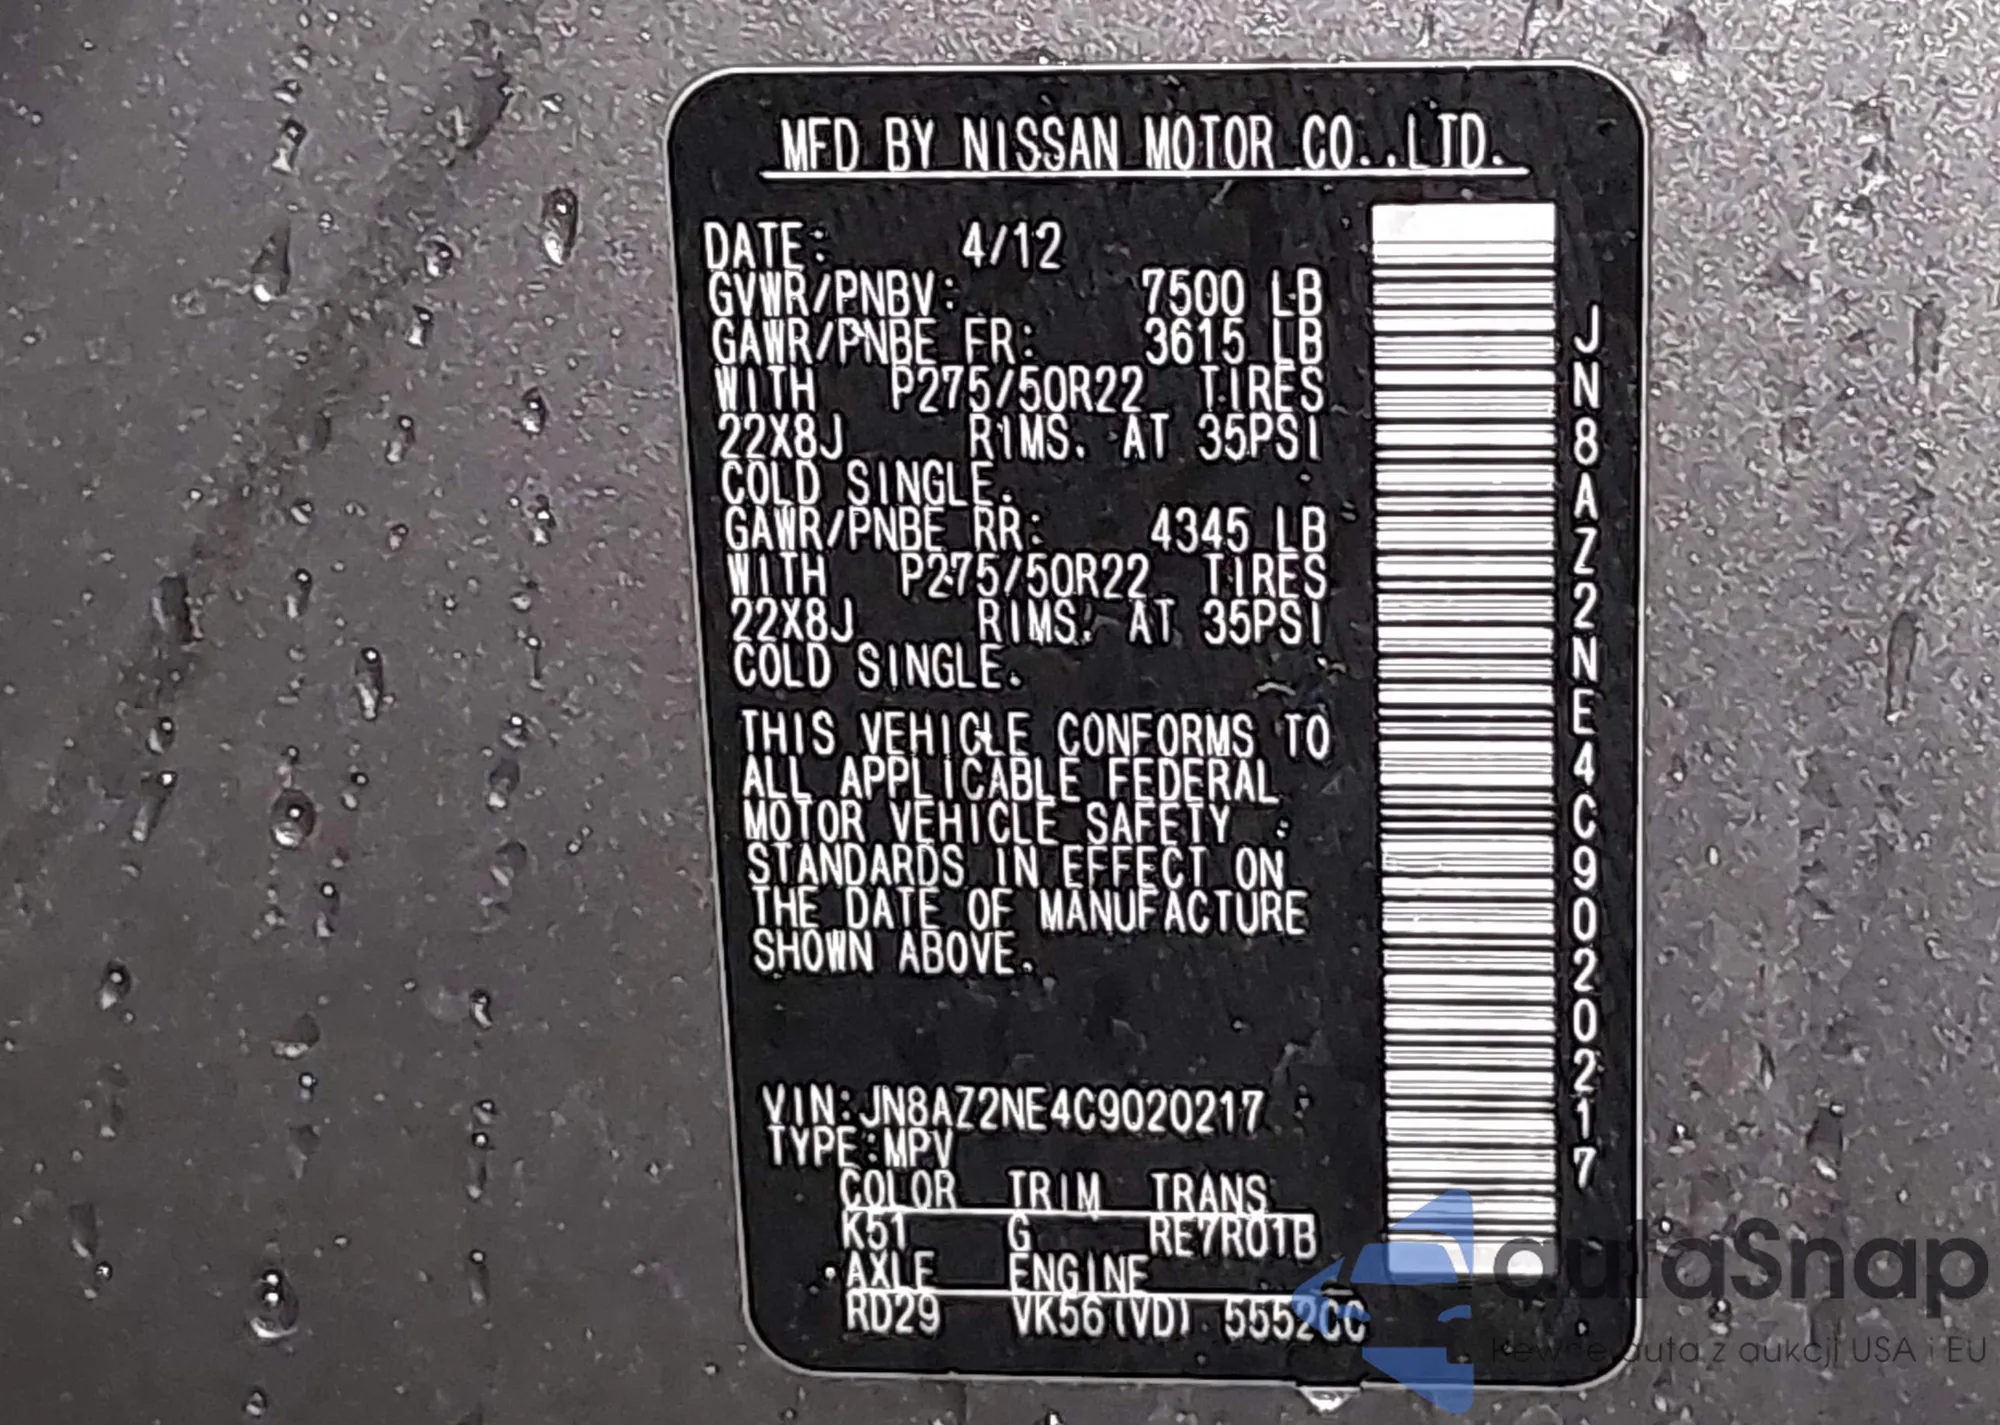 MFD BY NISSAN MOTOR CO.,LTD.
DATE: 4/12
GVWR/PNBV: 7500 LB
GAWR/PNBE FR: 3615 LB
WITH P275/50R22 TIRES
22X8J RIMS. AT 35PSI
COLD SINGLE.
GAWR/PNBE RR: 4345 LB
WITH P275/50R22 TIRES
22X8J RIMS. AT 35PSI
COLD SINGLE.
THIS VEHICLE CONFORMS TO
ALL APPLICABLE FEDERAL
MOTOR VEHICLE SAFETY
STANDARDS IN EFFECT ON
THE DATE OF MANUFACTURE
SHOWN ABOVE.
VIN:JN8AZ2NE4C9020217
TYPE:MPV
COLOR TRIM TRANS
K51 G RE7R01B
AXLE ENGINE
RD29 VK56(VD) 5552CC
JN8AZ2NE4C9020217
autaSnap
auta z aukcji USA i EU